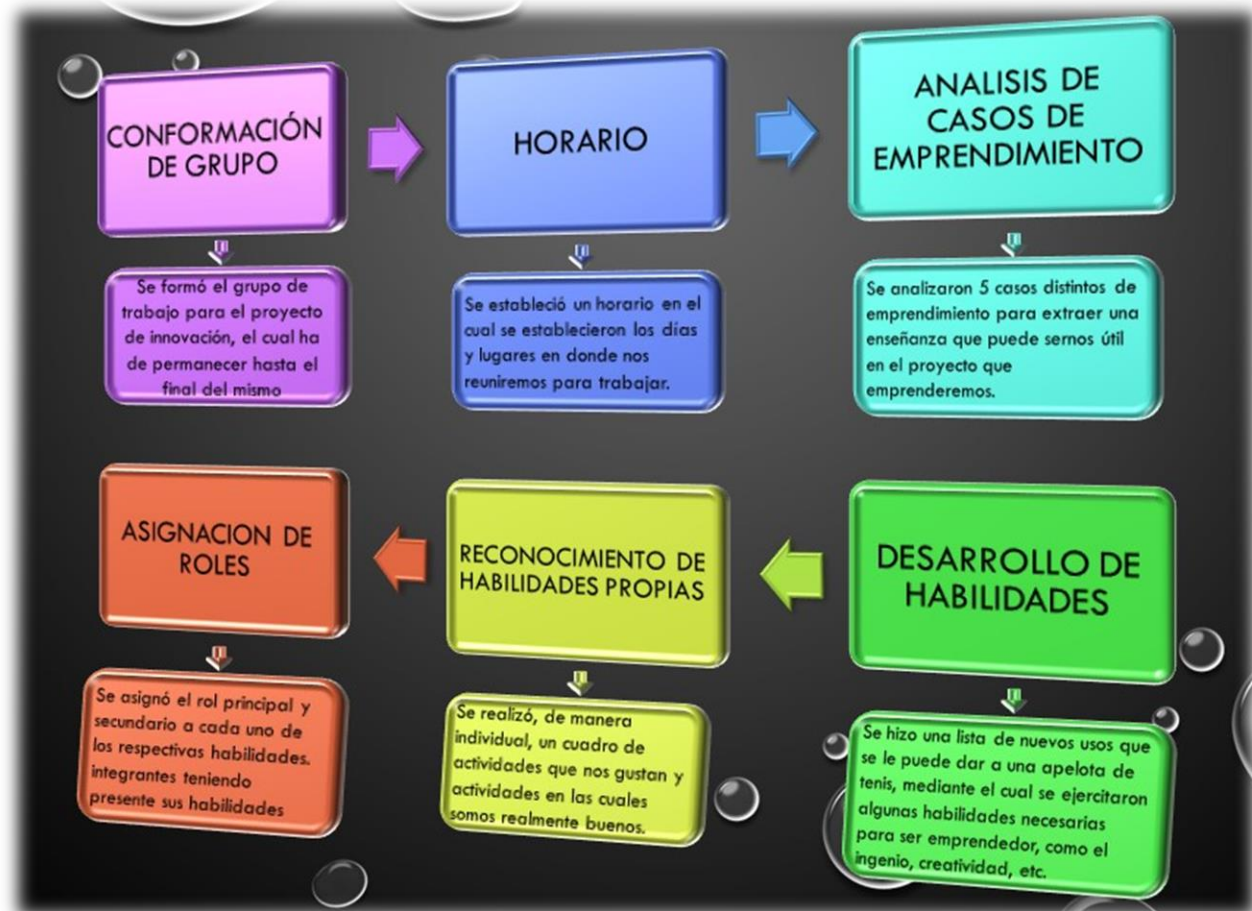 CONFORMACIÓN
DE GRUPO
Se formó el grupo de
trabajo para el proyecto
de innovación, el cual ha
de permanecer hasta el
final del mismo
HORARIO
Se estableció un horario en el
cual se establecieron los días
y lugares en donde nos
reuniremos para trabajar.
ANALISIS DE
CASOS DE
EMPRENDIMIENTO
Se analizaron 5 casos distintos de
emprendimiento para extraer una
enseñanza que puede sernos útil
en el proyecto que
emprenderemos.
DESARROLLO DE
HABILIDADES
Se hizo una lista de nuevos usos que
se le puede dar a una apelota de
tenis, mediante el cual se ejercitaron
algunas habilidades necesarias
para ser emprendedor, como el
ingenio, creatividad, etc.
RECONOCIMIENTO DE
HABILIDADES PROPIAS
Se realizó, de manera
individual, un cuadro de
actividades que nos gustan y
actividades en las cuales
somos realmente buenos.
ASIGNACION DE
ROLES
Se asignó el rol principal y
secundario a cada uno de
los respectivas habilidades.
integrantes teniendo
presente sus habilidades